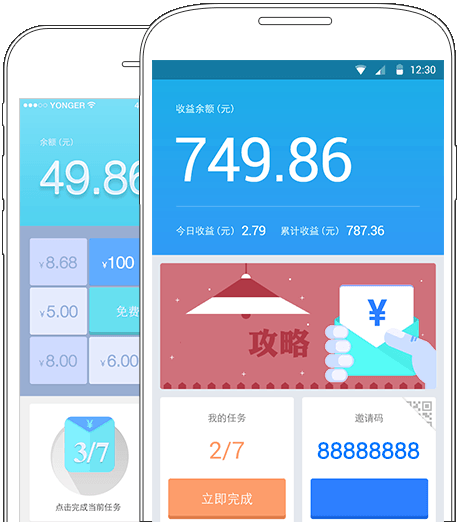 YONGER
余额(元)
49.86
¥8.68
¥100
¥5.00
免费
¥8.00
¥6.00
¥
3/7
点击完成当前任务
12:30
收益余额(元)
749.86
今日收益(元) 2.79 累计收益(元) 787.36
¥
攻略
我的任务
2/7
立即完成
邀请码
88888888